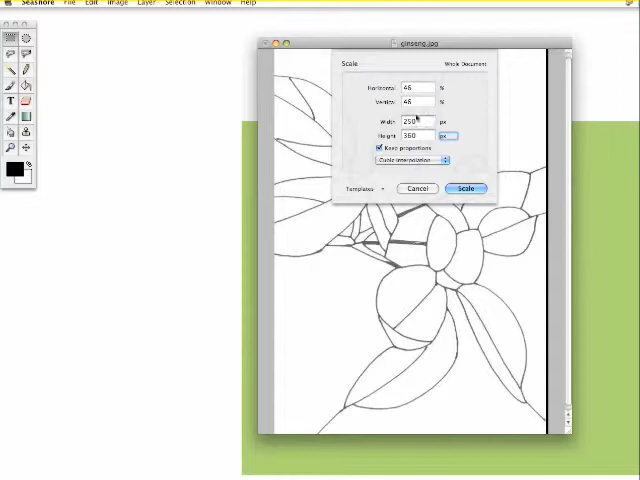 Seashore File Edit Image Layer Selection Window Help
ginseng.jpg
Scale Whole Document
Horizontal 46 %
Vertical 46 %
Width 250 px
Height 360 px
Keep proportions
Cubic interpolation
Templates Cancel Scale
T